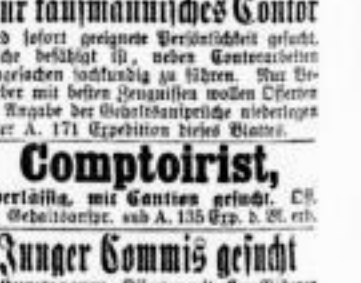 ür kaufmännisches Contor
d sofort geeignete Persönlichkeit gesucht,
che befähigt ist, neben Contorarbeiten
gesachen sachkundig zu führen. Nur Be-
ber mit besten Zeugnissen wollen Offerten
Angabe der Gehaltsansprüche niederlegen
er A. 171 Expedition dieses Blattes.
Comptoirist,
verlässig, mit Caution gesucht. Off.
Gehaltsanspr. sub A. 135 Exp. d. Bl. erb.
Junger Commis gesucht